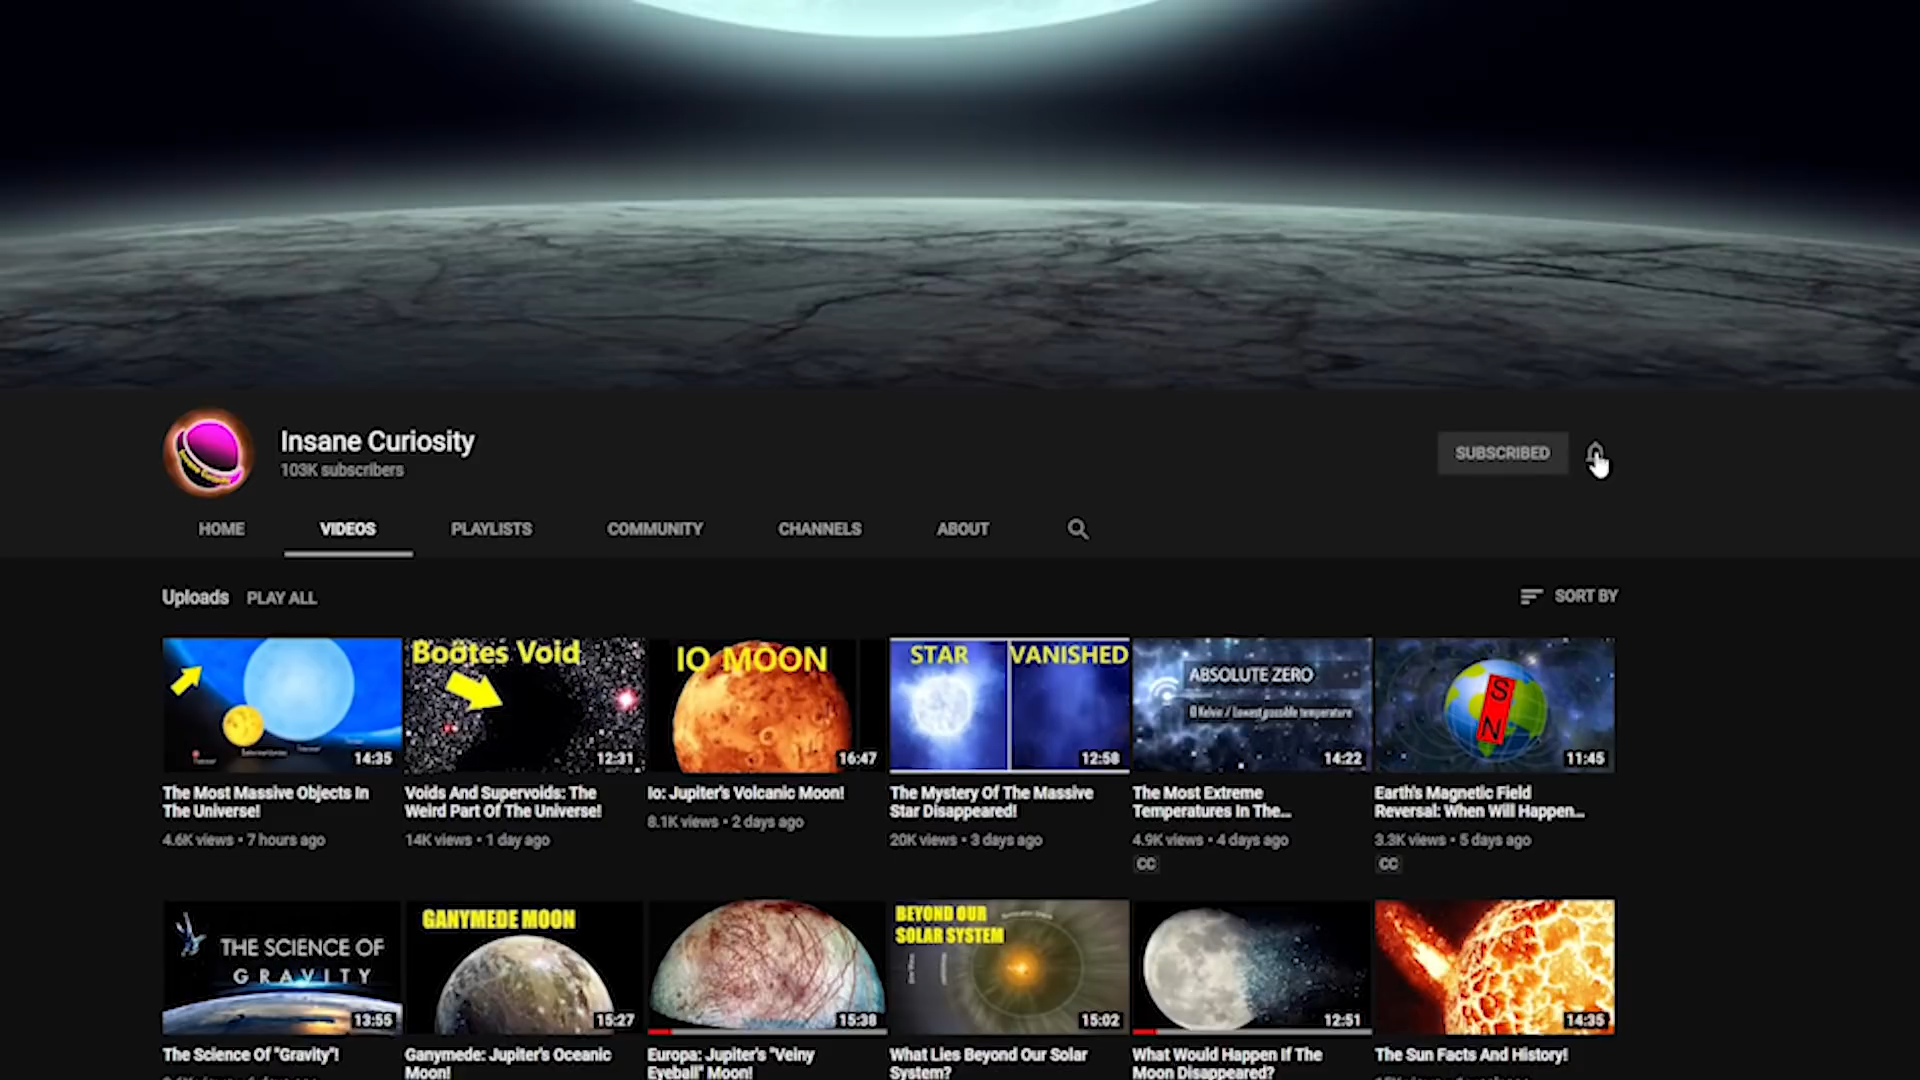 Insane Curiosity
103K subscribers
SUBSCRIBED
HOME
VIDEOS
PLAYLISTS
COMMUNITY
CHANNELS
ABOUT
Uploads
PLAY ALL
SORT BY
14:35
Boötes Void
12:31
IO MOON
16:47
STAR
VANISHED
12:58
ABSOLUTE ZERO
0 Kelvin / Lowest possible temperature
14:22
S
N
11:45
The Most Massive Objects In
The Universe!
4.6K views • 7 hours ago
Voids And Supervoids: The
Weird Part Of The Universe!
14K views • 1 day ago
Io: Jupiter's Volcanic Moon!
8.1K views • 2 days ago
The Mystery Of The Massive
Star Disappeared!
20K views • 3 days ago
The Most Extreme
Temperatures In The...
4.9K views • 4 days ago
CC
Earth's Magnetic Field
Reversal: When Will Happen...
3.3K views • 5 days ago
CC
THE SCIENCE OF
GRAVITY
13:55
GANYMEDE MOON
15:27
15:38
BEYOND OUR
SOLAR SYSTEM
15:02
12:51
14:35
The Science Of "Gravity"!
Ganymede: Jupiter's Oceanic
Moon!
Europa: Jupiter's "Veiny
Eyeball" Moon!
What Lies Beyond Our Solar
System?
What Would Happen If The
Moon Disappeared?
The Sun Facts And History!